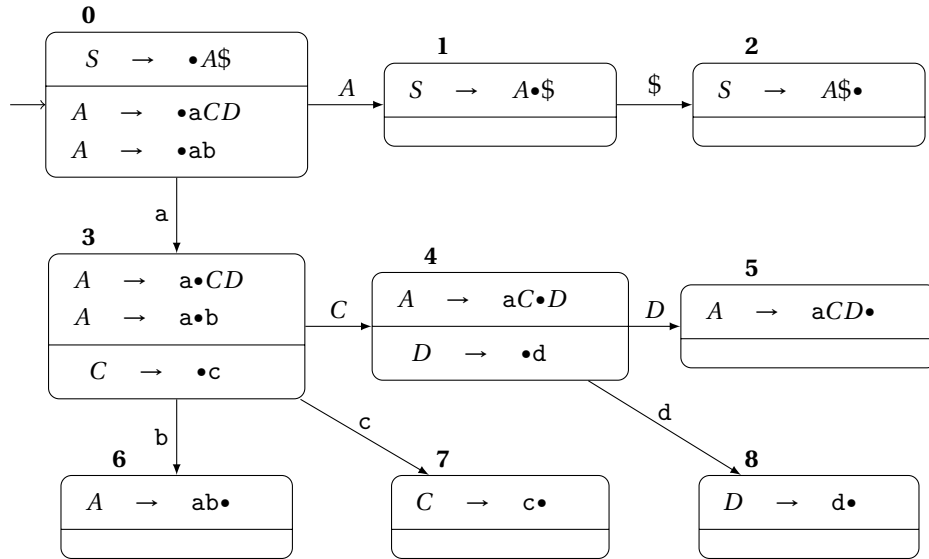 0
S → •A$
A → •aCD
A → •ab
A
1
S → A•$
$
2
S → A$•
a
3
A → a•CD
A → a•b
C → •c
C
4
A → aC•D
D → •d
D
5
A → aCD•
b
c
d
6
A → ab•
7
C → c•
8
D → d•